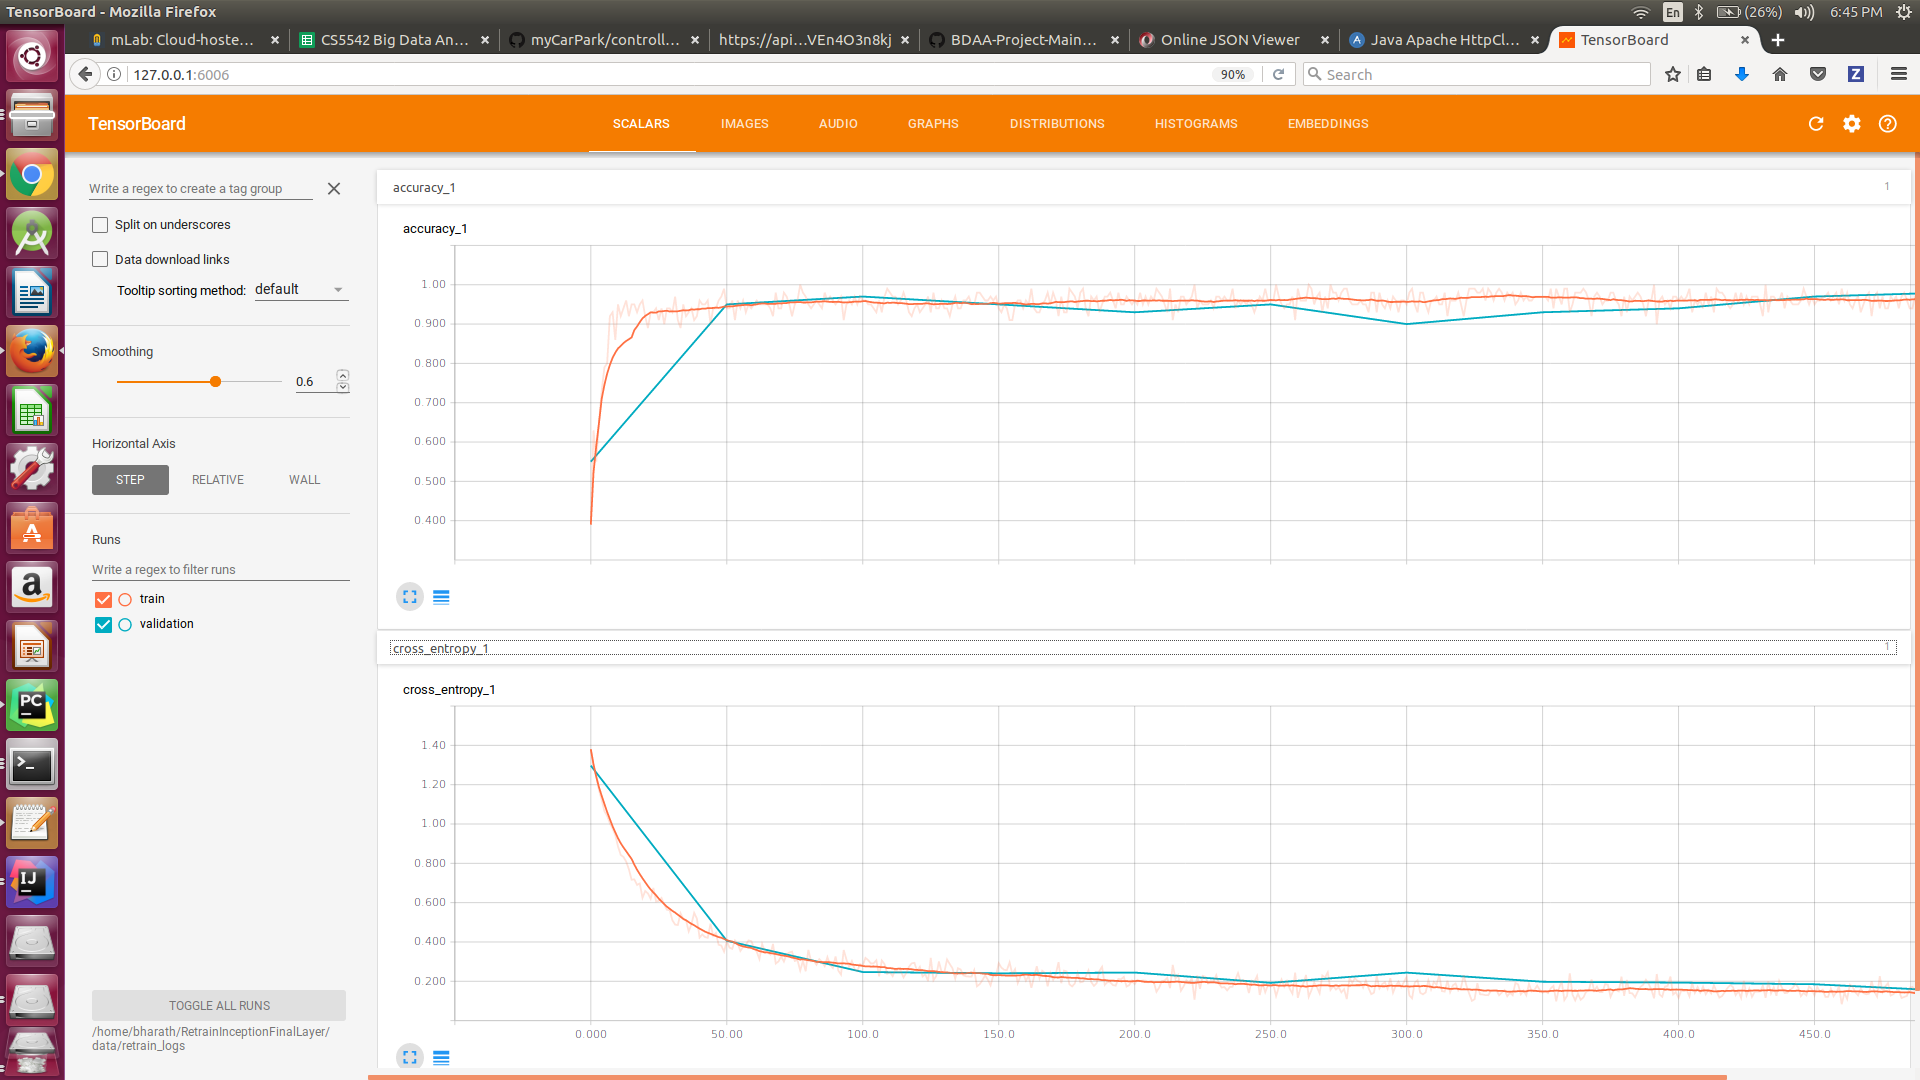 TensorBoard - Mozilla Firefox
En
(26%)
6:45 PM
mLab: Cloud-hoste...
CS5542 Big Data An...
myCarPark/controll...
https://api...VEn4O3n8kj
BDAA-Project-Main...
Online JSON Viewer
Java Apache HttpCl...
TensorBoard
127.0.0.1:6006
90%
Search
Z
TensorBoard
SCALARS
IMAGES
AUDIO
GRAPHS
DISTRIBUTIONS
HISTOGRAMS
EMBEDDINGS
Write a regex to create a tag group
Split on underscores
Data download links
Tooltip sorting method: default
Smoothing
0.6
Horizontal Axis
STEP
RELATIVE
WALL
Runs
Write a regex to filter runs
train
validation
TOGGLE ALL RUNS
/home/bharath/RetrainInceptionFinalLayer/
data/retrain_logs
accuracy_1
1
accuracy_1
1.00
0.900
0.800
0.700
0.600
0.500
0.400
cross_entropy_1
1
cross_entropy_1
1.40
1.20
1.00
0.800
0.600
0.400
0.200
0.000
50.00
100.0
150.0
200.0
250.0
300.0
350.0
400.0
450.0
PC
IJ